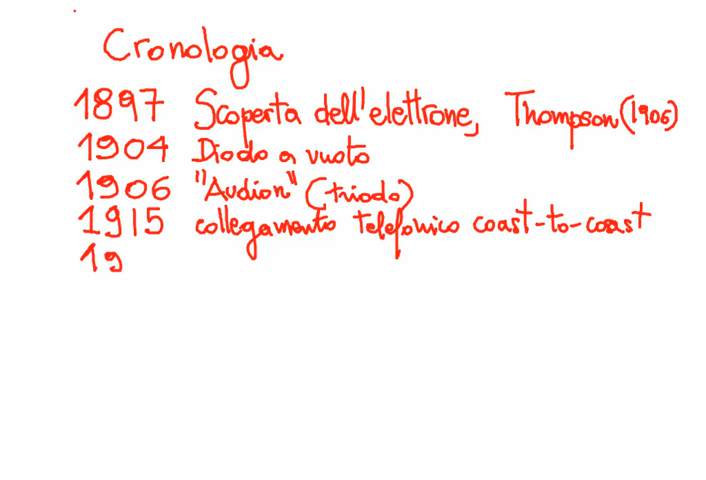 Cronologia
1897 Scoperta dell'elettrone, Thompson (1906)
1904 Diodo a vuoto
1906 "Audion" (triodo)
1915 collegamento telefonico coast-to-coast
19